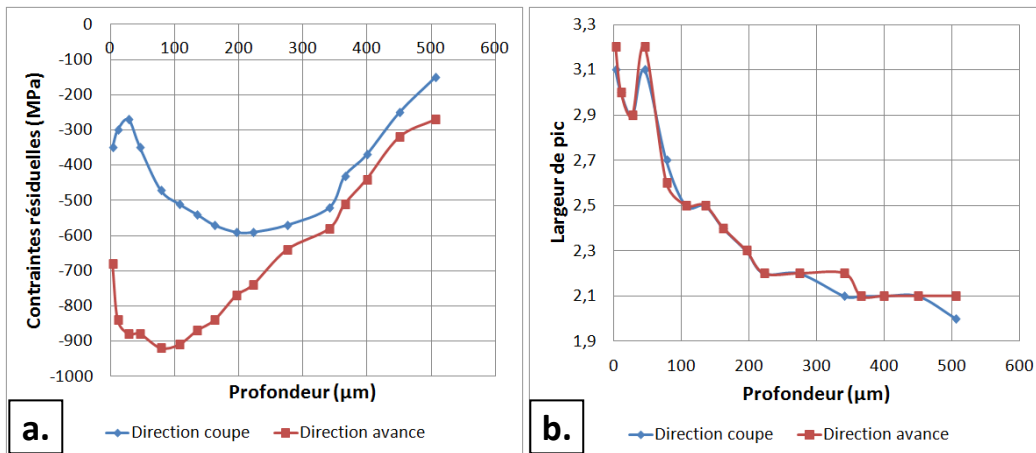 0
-100
-200
-300
-400
-500
-600
-700
-800
-900
-1000
0 100 200 300 400 500 600
Contraintes résiduelles (MPa)
Profondeur (µm)
a.
Direction coupe Direction avance
3,3
3,1
2,9
2,7
2,5
2,3
2,1
1,9
0 100 200 300 400 500 600
Largeur de pic
Profondeur (µm)
b.
Direction coupe Direction avance